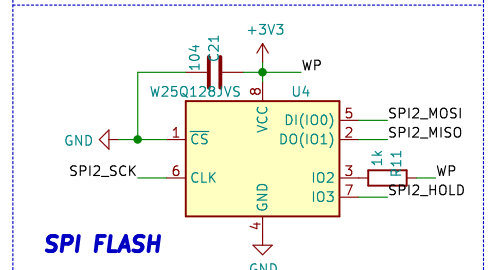 +3V3
104
C21
WP
W25Q128JVS
U4
8
VCC
5
SPI2_MOSI
DI(IO0)
GND
1
CS
DO(IO1)
2
SPI2_MISO
SPI2_SCK
6
CLK
IO2
3
1k
R11
WP
IO3
7
SPI2_HOLD
GND
4
SPI FLASH
GND